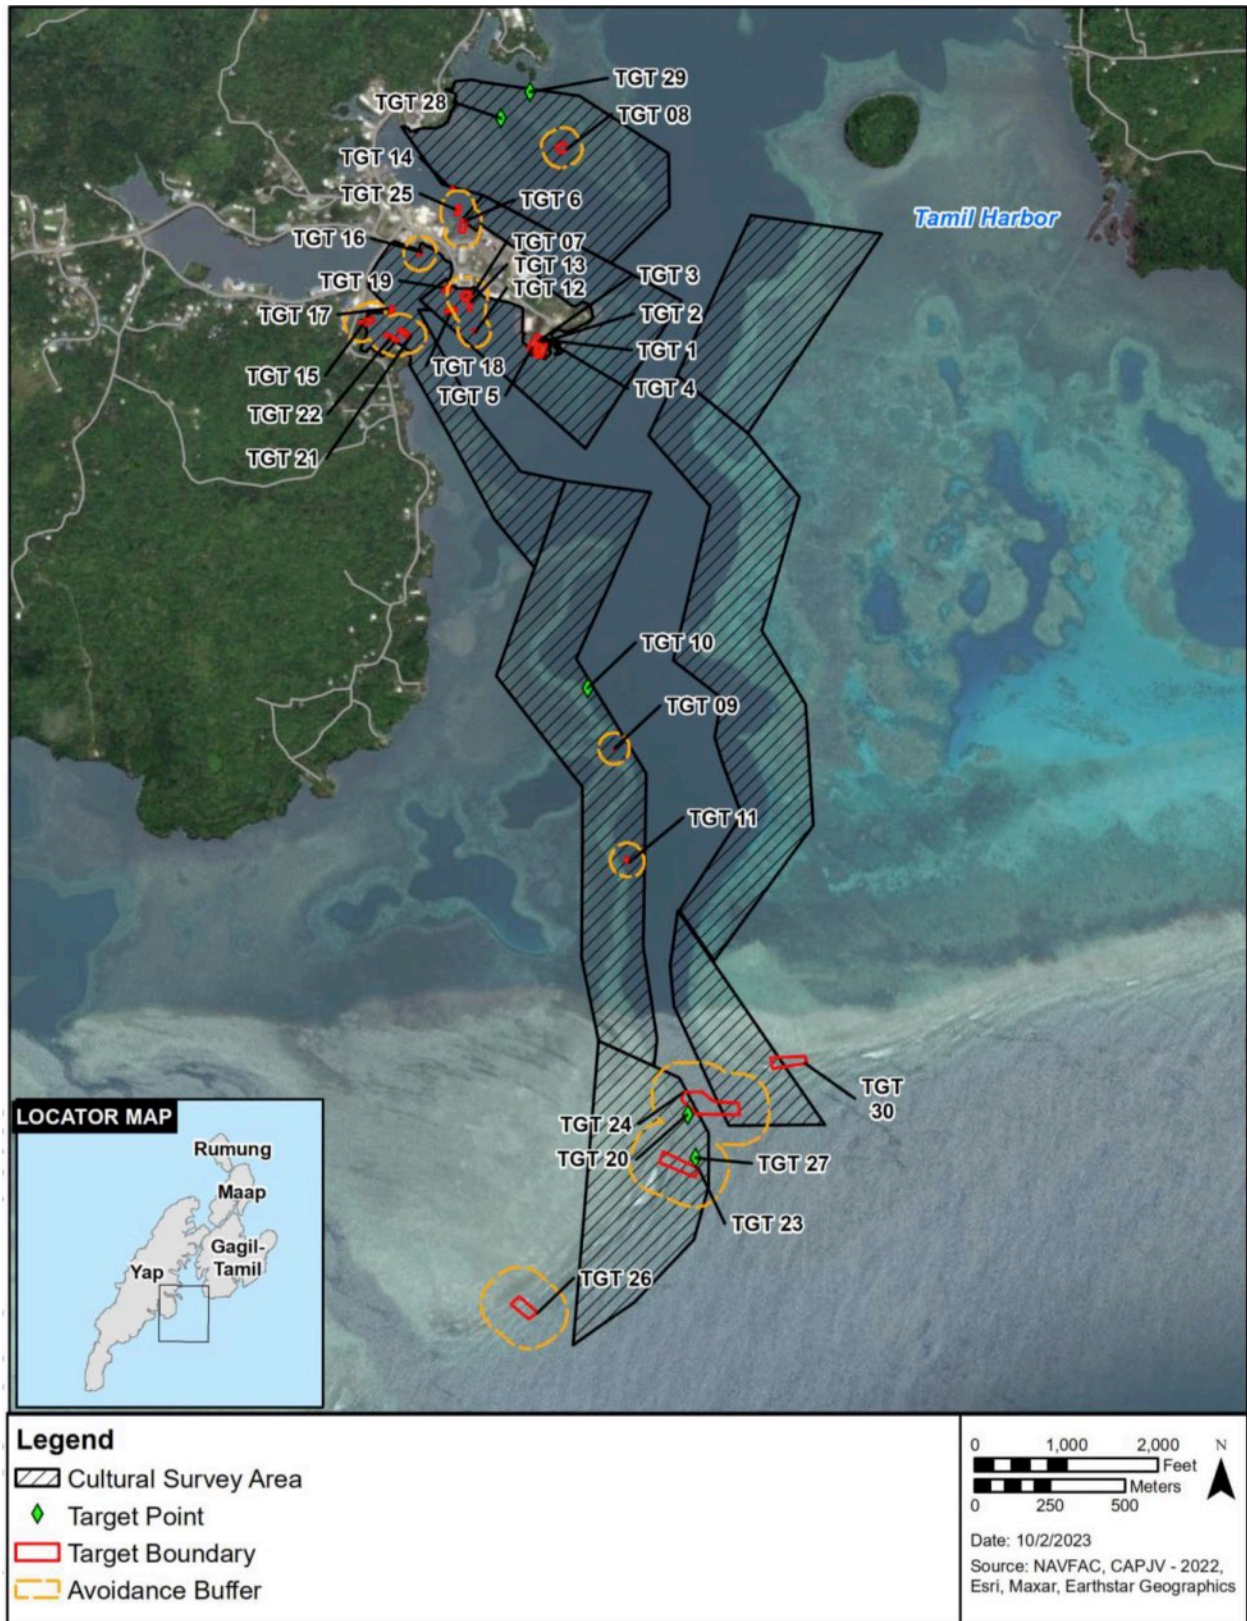 TGT 29
TGT 28
TGT 08
TGT 14
TGT 25
TGT 6
Tamil Harbor
TGT 16
TGT 07
TGT 13
TGT 3
TGT 19
TGT 12
TGT 17
TGT 2
TGT 1
TGT 18
TGT 15
TGT 4
TGT 5
TGT 22
TGT 21
TGT 10
TGT 09
TGT 11
TGT
30
TGT 24
TGT 20
TGT 27
TGT 23
TGT 26
LOCATOR MAP
Rumung
Maap
Gagil-
Tamil
Yap
Legend
Cultural Survey Area
Target Point
Target Boundary
Avoidance Buffer
0 1,000 2,000
Feet
Meters
0 250 500
N
Date: 10/2/2023
Source: NAVFAC, CAPJV - 2022,
Esri, Maxar, Earthstar Geographics